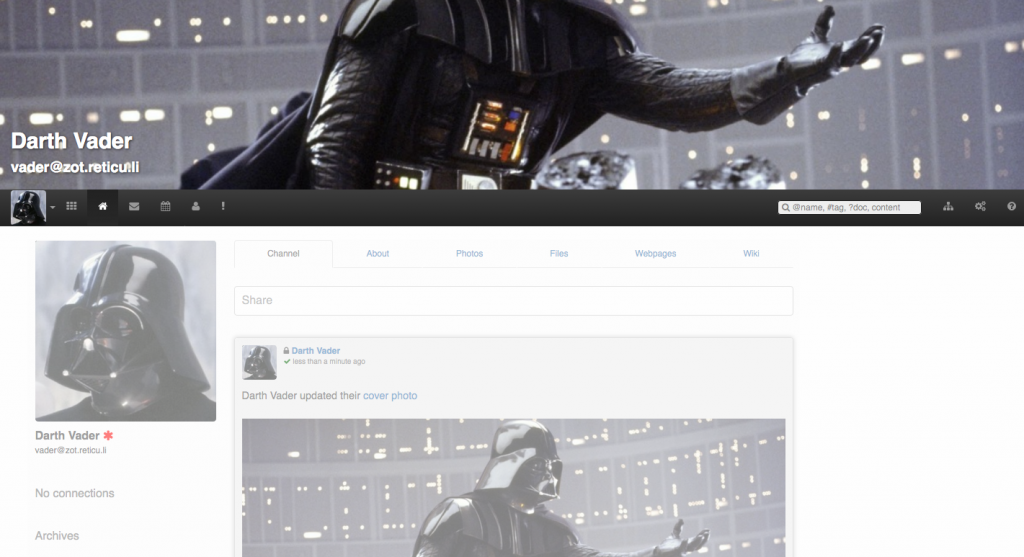 Darth Vader
vader@zot.reticu.li
@name, #tag, ?doc, content
Channel
About
Photos
Files
Webpages
Wiki
Share
Darth Vader
less than a minute ago
Darth Vader updated their cover photo
Darth Vader
vader@zot.reticu.li
No connections
Archives